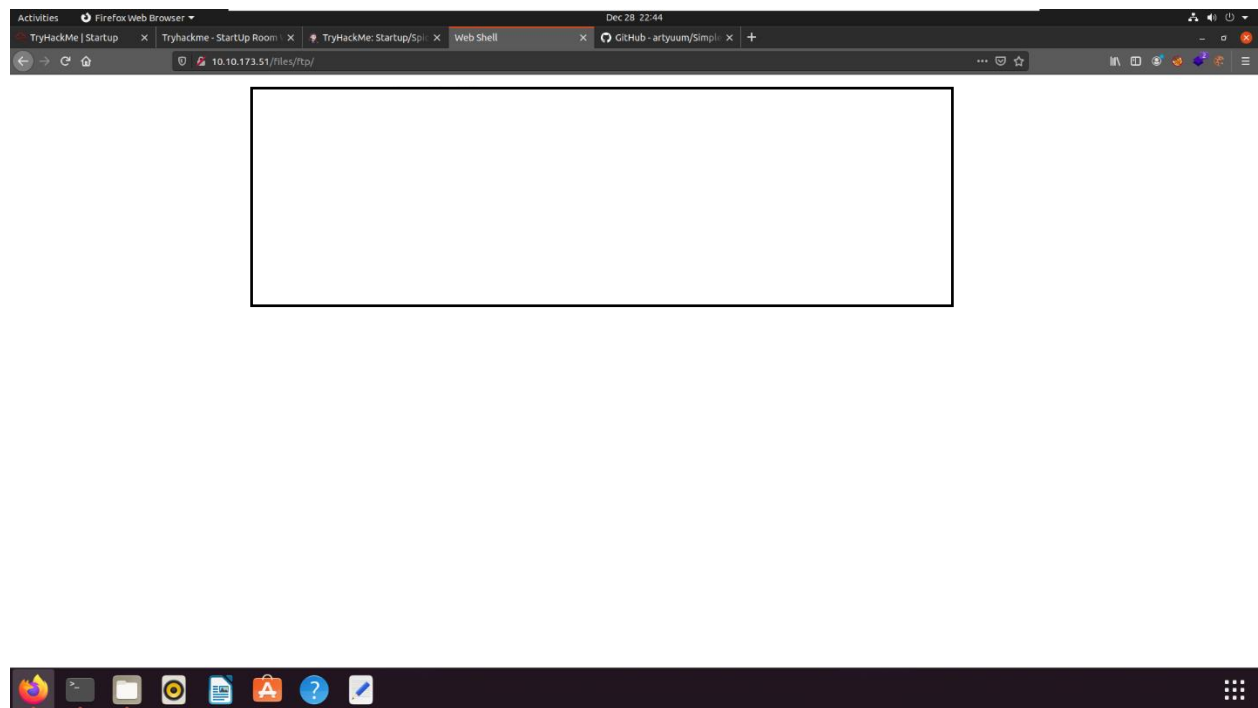 Activities Firefox Web Browser Dec 28 22:44
TryHackMe | Startup Tryhackme - StartUp Room TryHackMe: Startup/Spi Web Shell GitHub - artyuum/Simple
10.10.173.51/files/ftp/